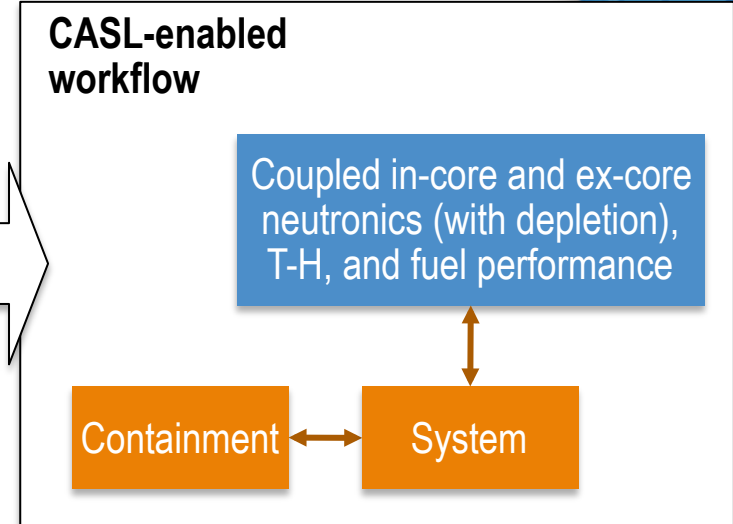 CASL-enabled
workflow
Coupled in-core and ex-core
neutronics (with depletion),
T-H, and fuel performance
Containment
System